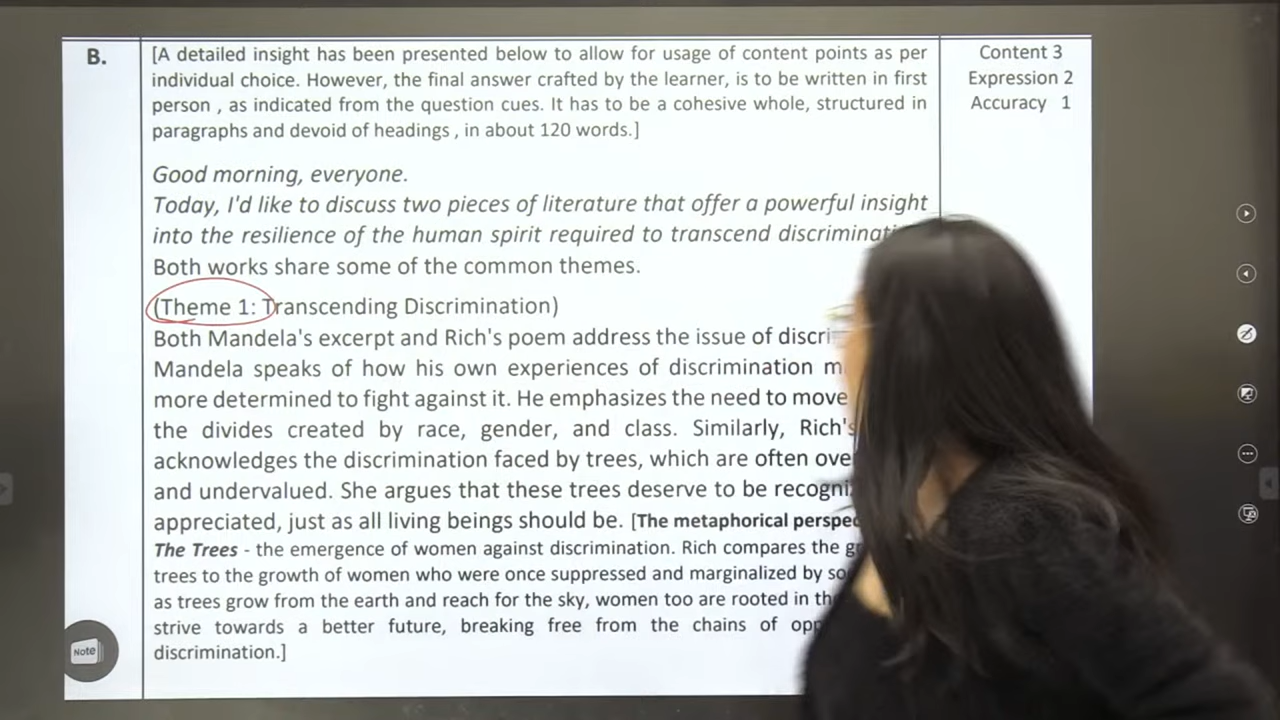 B.
[A detailed insight has been presented below to allow for usage of content points as per
individual choice. However, the final answer crafted by the learner, is to be written in first
person , as indicated from the question cues. It has to be a cohesive whole, structured in
paragraphs and devoid of headings , in about 120 words.]
Good morning, everyone.
Today, I'd like to discuss two pieces of literature that offer a powerful insight
into the resilience of the human spirit required to transcend
Both works share some of the common themes.
(Theme 1: Transcending Discrimination)
Both Mandela's excerpt and Rich's poem address the issue of
Mandela speaks of how his own experiences of discrimination
more determined to fight against it. He emphasizes the need to move
the divides created by race, gender, and class. Similarly, Rich's
acknowledges the discrimination faced by trees, which are often
and undervalued. She argues that these trees deserve to be
appreciated, just as all living beings should be. [The metaphorical
The Trees - the emergence of women against discrimination. Rich compares the
trees to the growth of women who were once suppressed and marginalized by
as trees grow from the earth and reach for the sky, women too are rooted in
strive towards a better future, breaking free from the chains of
discrimination.]
Content 3
Expression 2
Accuracy 1
Note